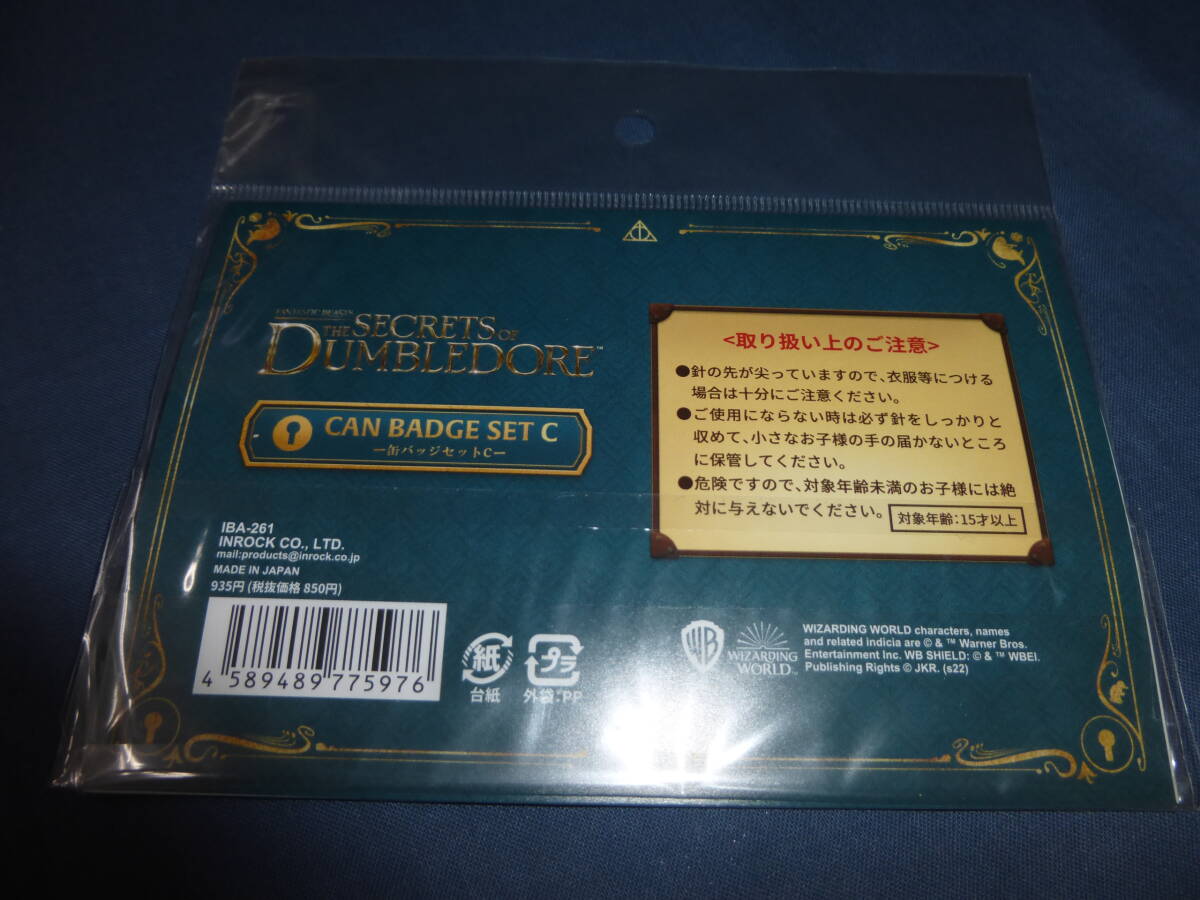 FANTASTIC BEASTS
THE SECRETS OF
DUMBLEDORE™
CAN BADGE SET C
ー缶バッジセットCー
IBA-261
INROCK CO., LTD.
mail:products@inrock.co.jp
MADE IN JAPAN
935円 (税抜価格 850円)
4 589489 775976
<取り扱い上のご注意>
●針の先が尖っていますので、衣服等につける
場合は十分にご注意ください。
●ご使用にならない時は必ず針をしっかりと
収めて、小さなお子様の手の届かないところ
に保管してください。
●危険ですので、対象年齢未満のお子様には絶
対に与えないでください。
対象年齢:15才以上
紙
台紙
プラ
外袋:PP
WB
WIZARDING
WORLD™
WIZARDING WORLD characters, names
and related indicia are © & ™ Warner Bros.
Entertainment Inc. WB SHIELD: © & ™ WBEI.
Publishing Rights © JKR. (s22)